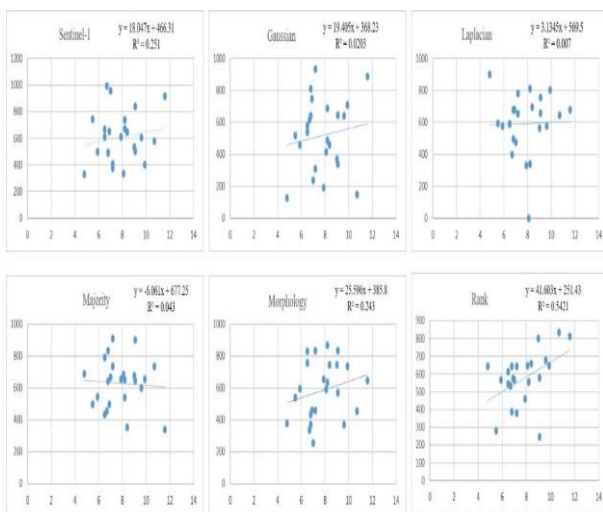 Sentinel-1
y = 18.047x + 466.31
R² = 0.251
1200
1000
800
600
400
200
0
0 2 4 6 8 10 12 14
Gaussian
y = 19.405x + 368.23
R² = 0.0203
1000
800
600
400
200
0
0 2 4 6 8 10 12 14
Laplacian
y = 3.1345x + 569.5
R² = 0.007
1000
800
600
400
200
0
0 2 4 6 8 10 12 14
Majority
y = -6.061x + 677.25
R² = 0.043
1000
800
600
400
200
0
0 2 4 6 8 10 12 14
Morphology
y = 25.596x + 385.8
R² = 0.243
1000
800
600
400
200
0
0 2 4 6 8 10 12 14
Rank
y = 41.603x + 251.43
R² = 0.5421
900
800
700
600
500
400
300
200
100
0
0 2 4 6 8 10 12 14